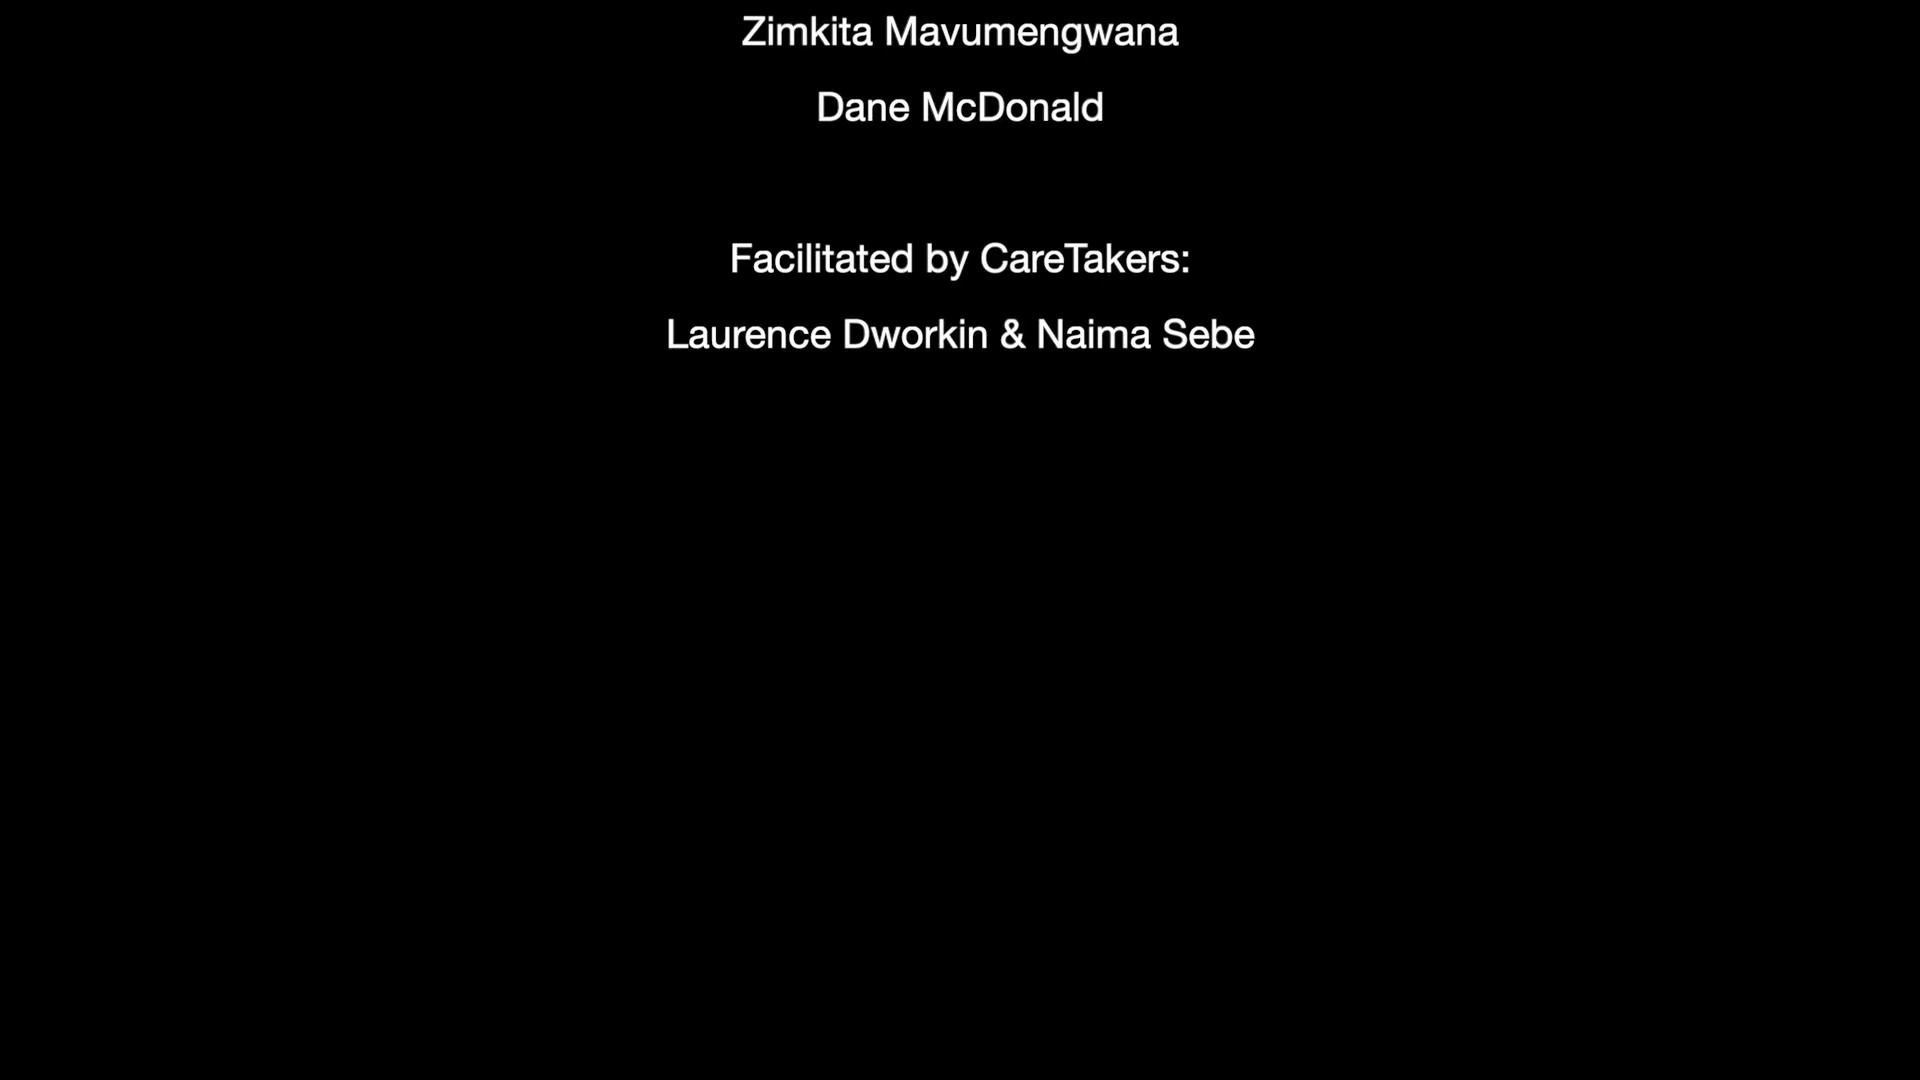 Zimkita Mavumengwana
Dane McDonald
Facilitated by CareTakers:
Laurence Dworkin & Naima Sebe